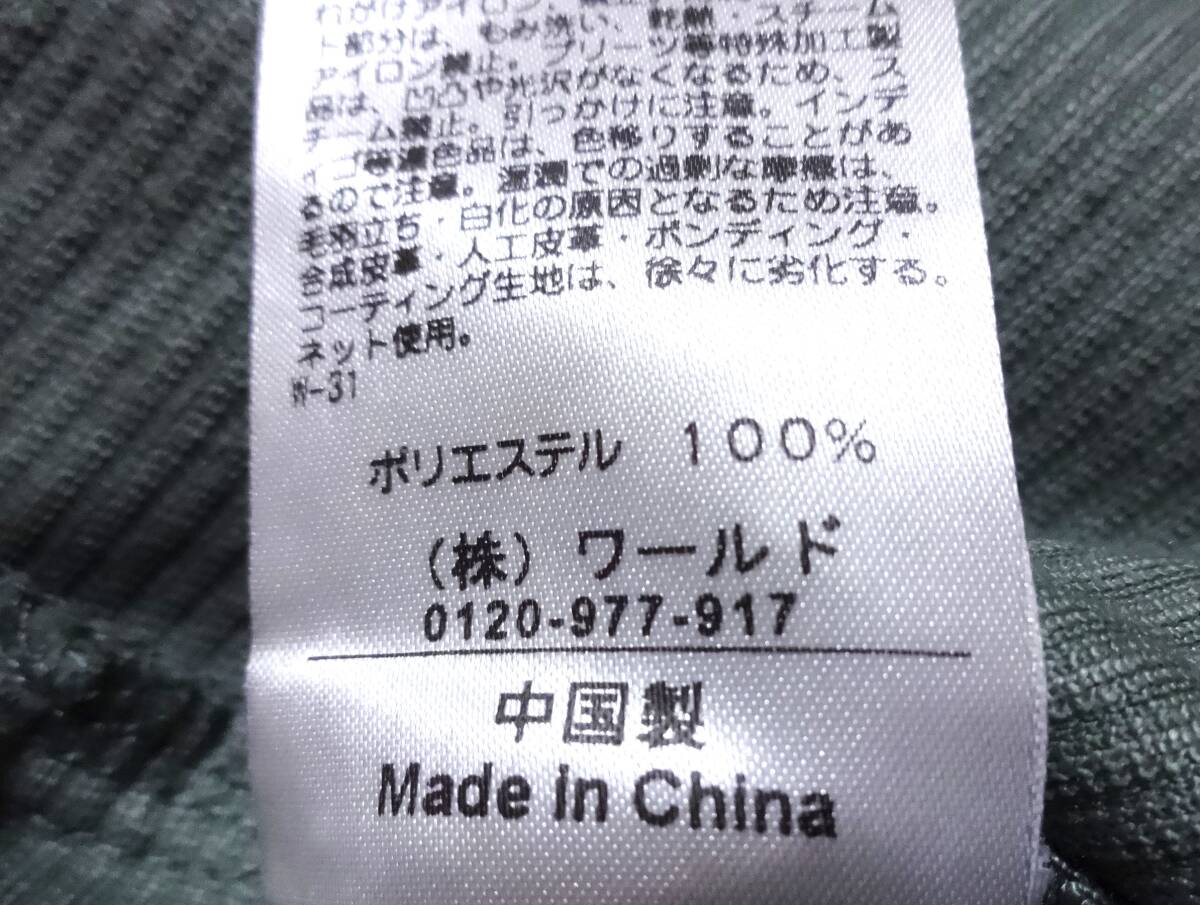 れがけアイロン、
ト部分は、もみ洗い、乾熱・スチーム
アイロン禁止。プリーツ等特殊加工製
品は、凹凸や光沢がなくなるため、ス
チーム禁止。引っかけに注意。インデ
ィゴ等濃色品は、色移りすることがあ
るので注意。湿潤での過剰な摩擦は、
毛羽立ち・白化の原因となるため注意。
合成皮革・人工皮革・ボンディング・
コーティング生地は、徐々に劣化する。
ネット使用。
W-31
ポリエステル 100%
(株) ワールド
0120-977-917
中国製
Made in China